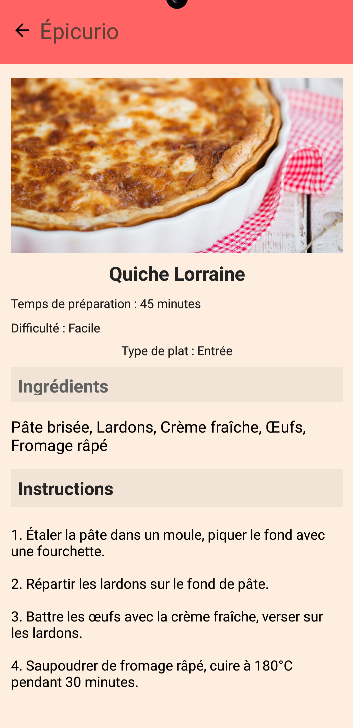 Épicurio
Quiche Lorraine
Temps de préparation : 45 minutes
Difficulté : Facile
Type de plat : Entrée
Ingrédients
Pâte brisée, Lardons, Crème fraîche, Œufs,
Fromage râpé
Instructions
1. Étaler la pâte dans un moule, piquer le fond avec
une fourchette.
2. Répartir les lardons sur le fond de pâte.
3. Battre les œufs avec la crème fraîche, verser sur
les lardons.
4. Saupoudrer de fromage râpé, cuire à 180°C
pendant 30 minutes.